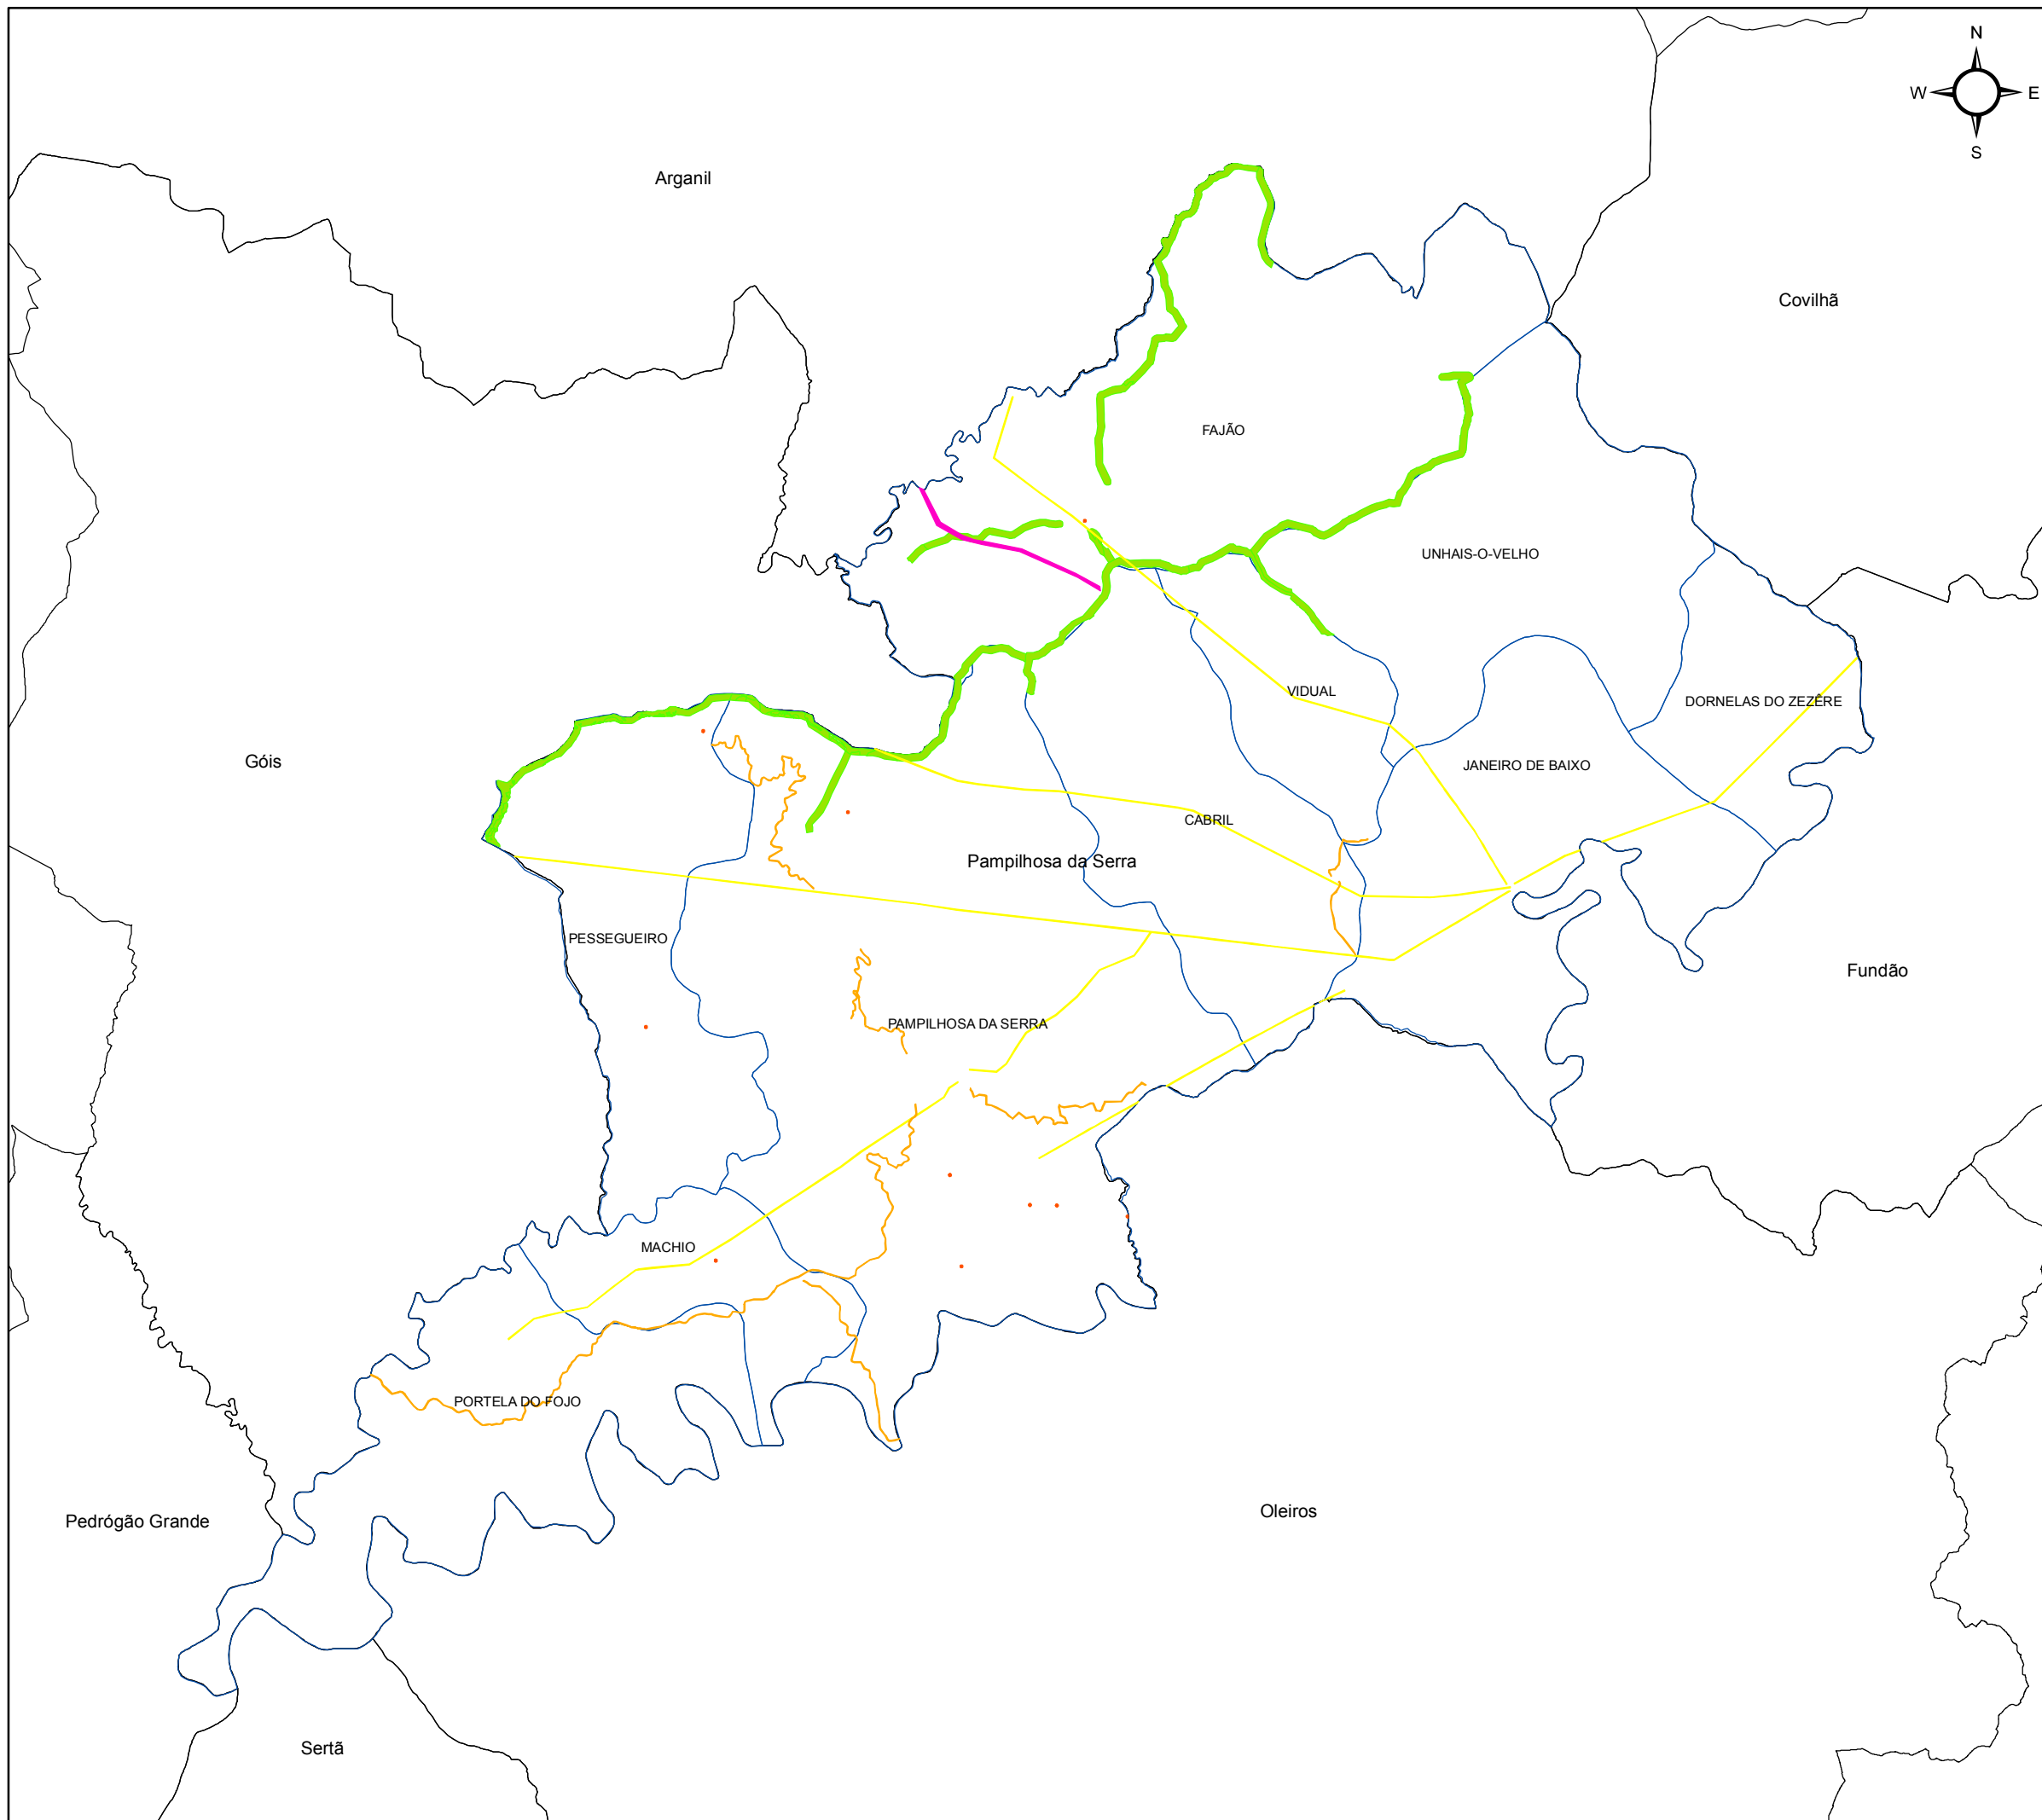 N
W E
S
Arganil
Covilhã
FAJÃO
UNHAIS-O-VELHO
VIDUAL
DORNELAS DO ZEZÊRE
Góis
JANEIRO DE BAIXO
CABRIL
Pampilhosa da Serra
PESSEGUEIRO
Fundão
PAMPILHOSA DA SERRA
MACHIO
PORTELA DO FOJO
Oleiros
Pedrógão Grande
Sertã